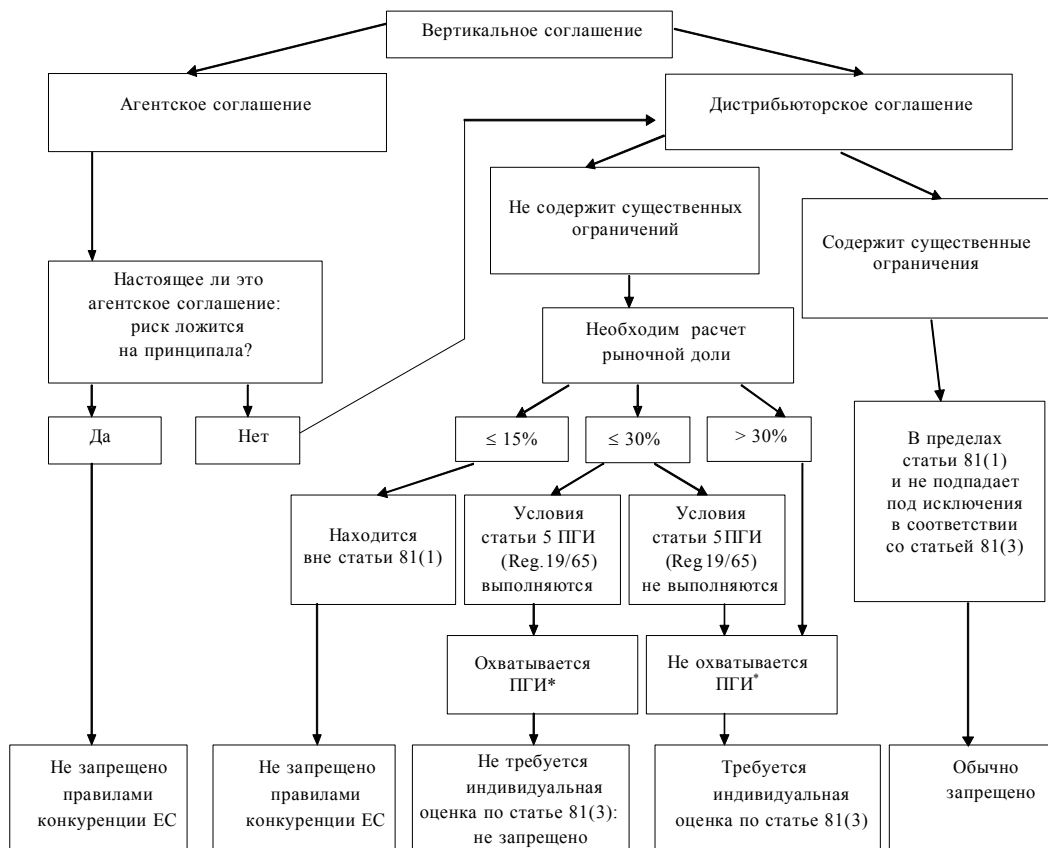 Вертикальное соглашение
Агентское соглашение
Дистрибьюторское соглашение
Не содержит существенных
ограничений
Содержит существенные
ограничения
Настоящее ли это
агентское соглашение:
риск ложится
на принципала?
Необходим расчет
рыночной доли
Да
Нет
≤ 15%
≤ 30%
> 30%
В пределах
статьи 81(1)
и не подпадает
под исключения
в соответствии
со статьей 81(3)
Находится
вне статьи 81(1)
Условия
статьи 5 ПГИ
(Reg.19/65)
выполняются
Условия
статьи 5ПГИ
(Reg19/65)
не выполняются
Охватывается
ПГИ*
Не охватывается
ПГИ*
Не запрещено
правилами
конкуренции ЕС
Не запрещено
правилами
конкуренции ЕС
Не требуется
индивидуальная
оценка по статье 81(3):
не запрещено
Требуется
индивидуальная
оценка по статье 81(3)
Обычно
запрещено